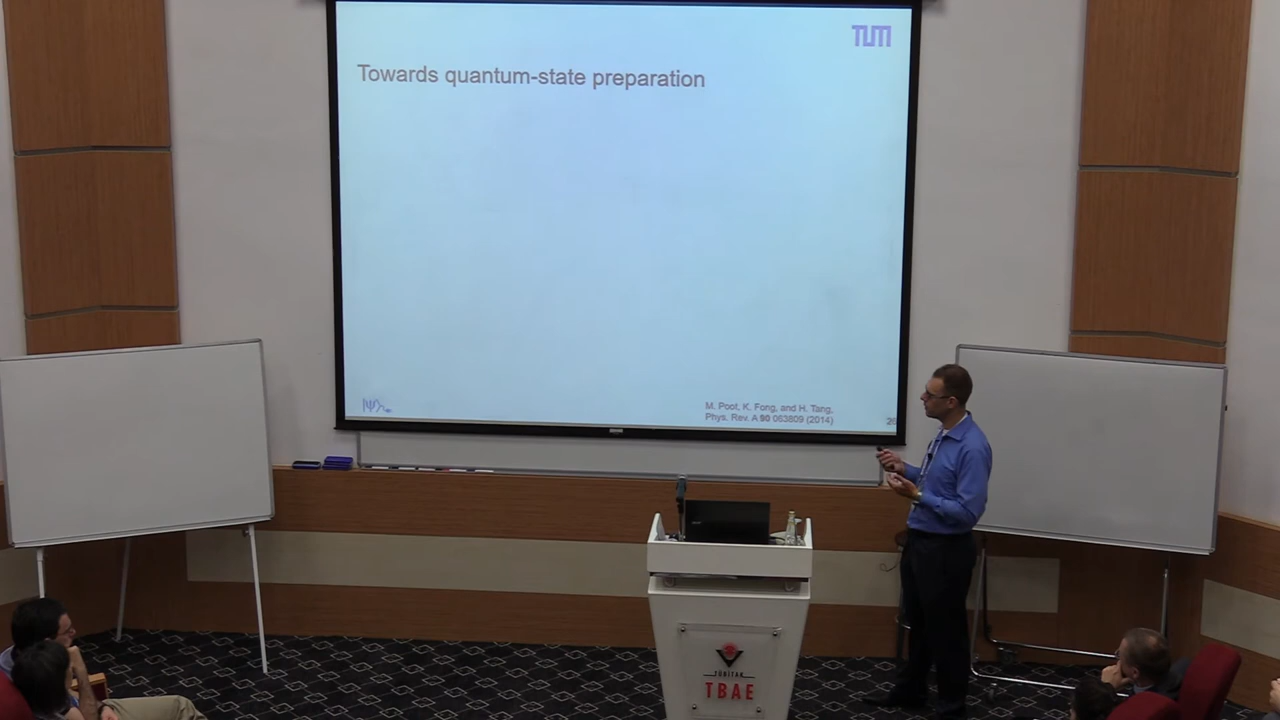 TUM
Towards quantum-state preparation
M. Poot, K. Fong, and H. Tang,
Phys. Rev. A 90 063809 (2014)
TÜBİTAK
TBAE